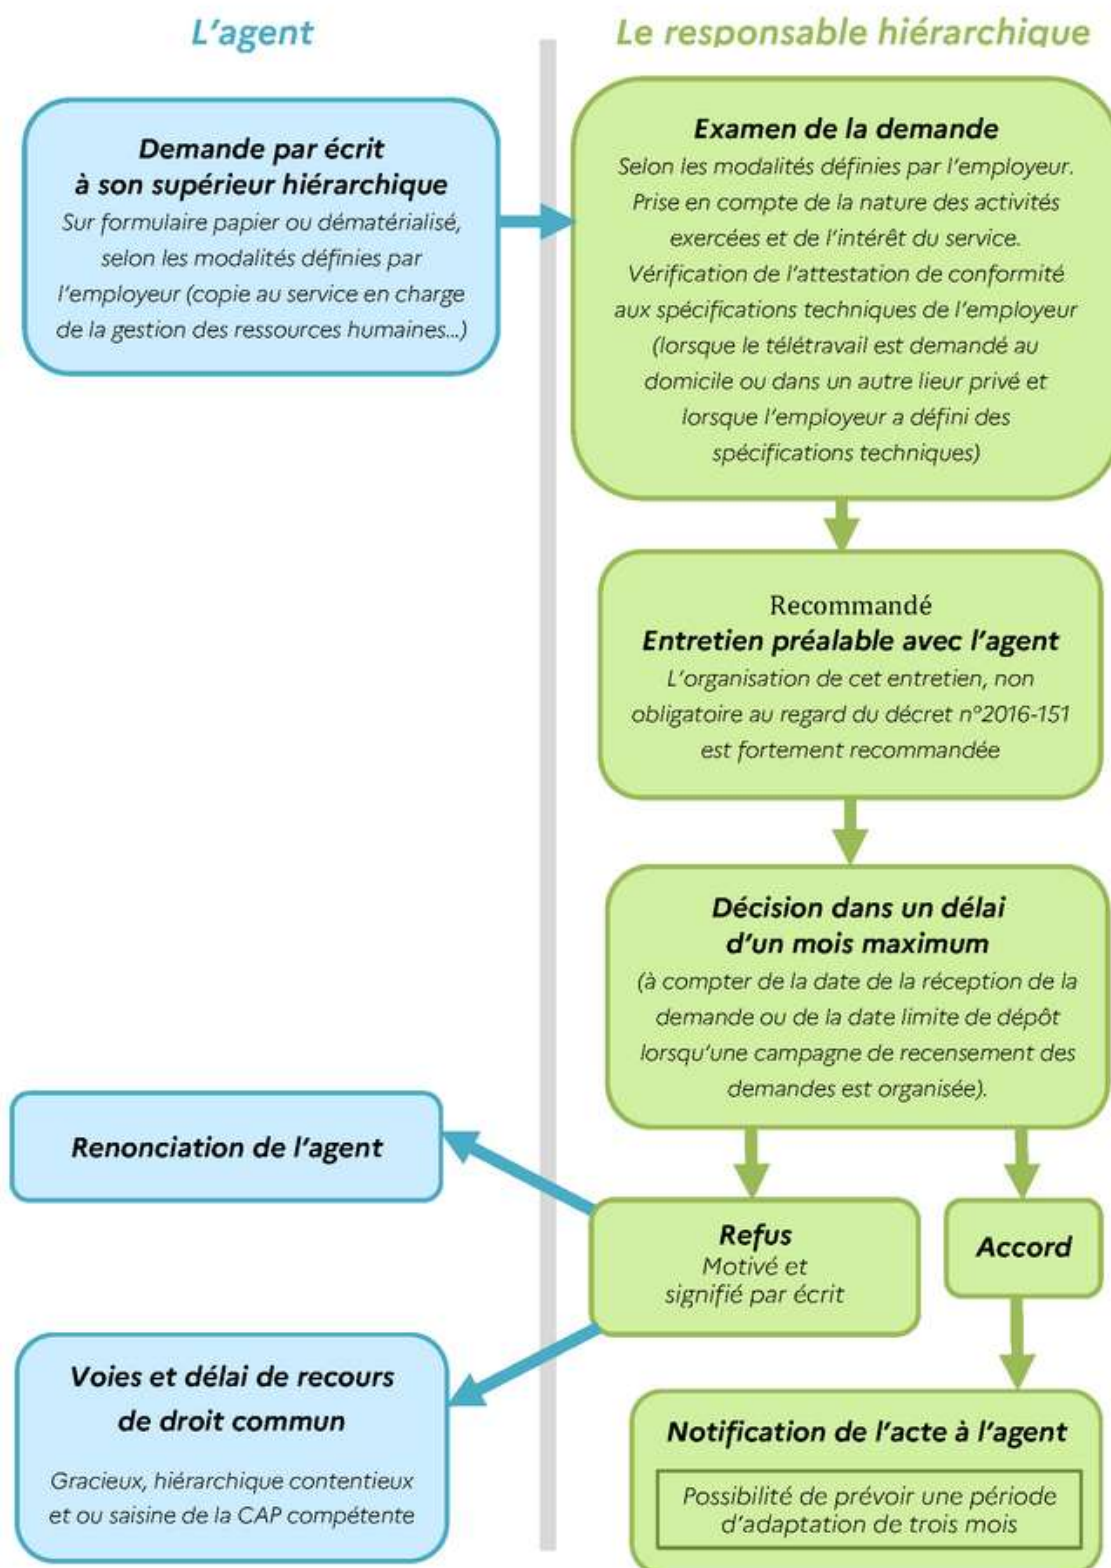 L'agent
Le responsable hiérarchique
Demande par écrit
à son supérieur hiérarchique
Sur formulaire papier ou dématérialisé,
selon les modalités définies par
l'employeur (copie au service en charge
de la gestion des ressources humaines...)
Examen de la demande
Selon les modalités définies par l'employeur.
Prise en compte de la nature des activités
exercées et de l'intérêt du service.
Vérification de l'attestation de conformité
aux spécifications techniques de l'employeur
(lorsque le télétravail est demandé au
domicile ou dans un autre lieur privé et
lorsque l'employeur a défini des
spécifications techniques)
Recommandé
Entretien préalable avec l'agent
L'organisation de cet entretien, non
obligatoire au regard du décret n°2016-151
est fortement recommandée
Décision dans un délai
d'un mois maximum
(à compter de la date de la réception de la
demande ou de la date limite de dépôt
lorsqu'une campagne de recensement des
demandes est organisée).
Renonciation de l'agent
Refus
Motivé et
signifié par écrit
Accord
Voies et délai de recours
de droit commun
Gracieux, hiérarchique contentieux
et ou saisine de la CAP compétente
Notification de l'acte à l'agent
Possibilité de prévoir une période
d'adaptation de trois mois